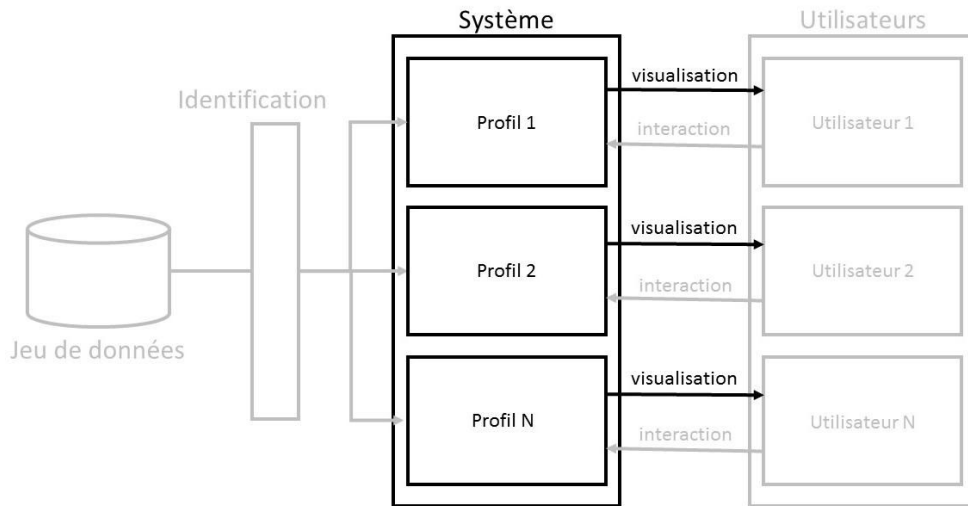 Système
Utilisateurs
Identification
Jeu de données
Profil 1
visualisation
interaction
Utilisateur 1
Profil 2
visualisation
interaction
Utilisateur 2
Profil N
visualisation
interaction
Utilisateur N